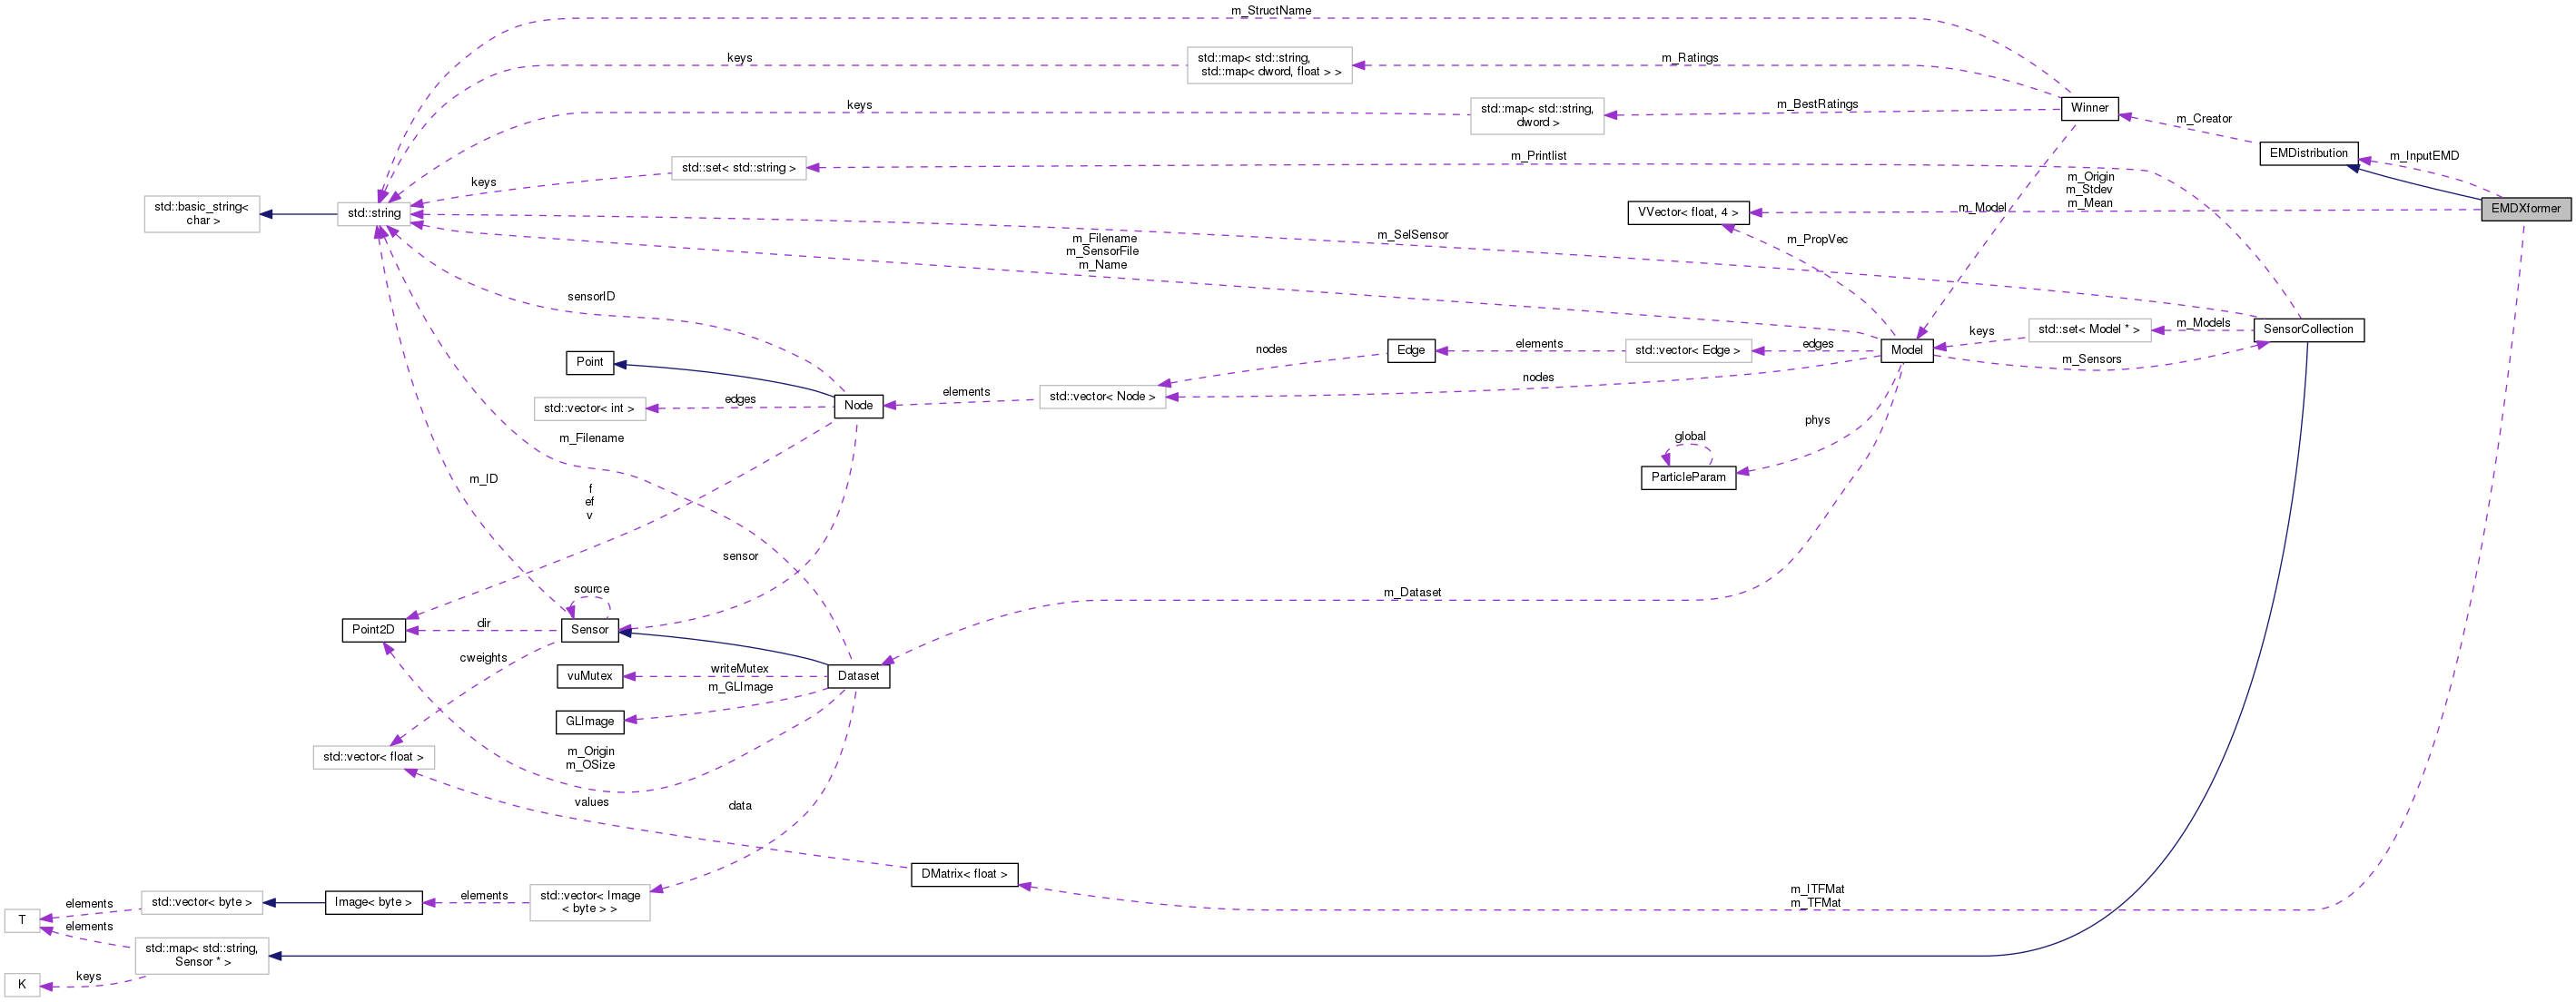 m_StructName
keys
std::map< std::string,
std::map< dword, float > >
m_Ratings
keys
std::map< std::string,
dword >
m_BestRatings
Winner
m_Creator
EMDistribution
m_InputEMD
m_Printlist
std::set< std::string >
keys
std::basic_string<
char >
std::string
VVector< float, 4 >
m_Model
m_Origin
m_Stdev
m_Mean
EMDXformer
m_Filename
m_SensorFile
m_Name
m_SelSensor
m_PropVec
sensorID
Point
nodes
Edge
elements
std::vector< Edge >
edges
Model
keys
std::set< Model * >
m_Models
SensorCollection
m_Sensors
std::vector< int >
edges
Node
elements
std::vector< Node >
nodes
m_Filename
phys
global
ParticleParam
m_ID
f
ef
v
sensor
source
m_Dataset
Point2D
dir
Sensor
cweights
vuMutex
writeMutex
m_GLImage
Dataset
GLImage
std::vector< float >
m_Origin
m_OSize
values
data
DMatrix< float >
m_ITFMat
m_TFMat
T
elements
std::vector< byte >
Image< byte >
elements
std::vector< Image
< byte > >
elements
std::map< std::string,
Sensor * >
K
keys